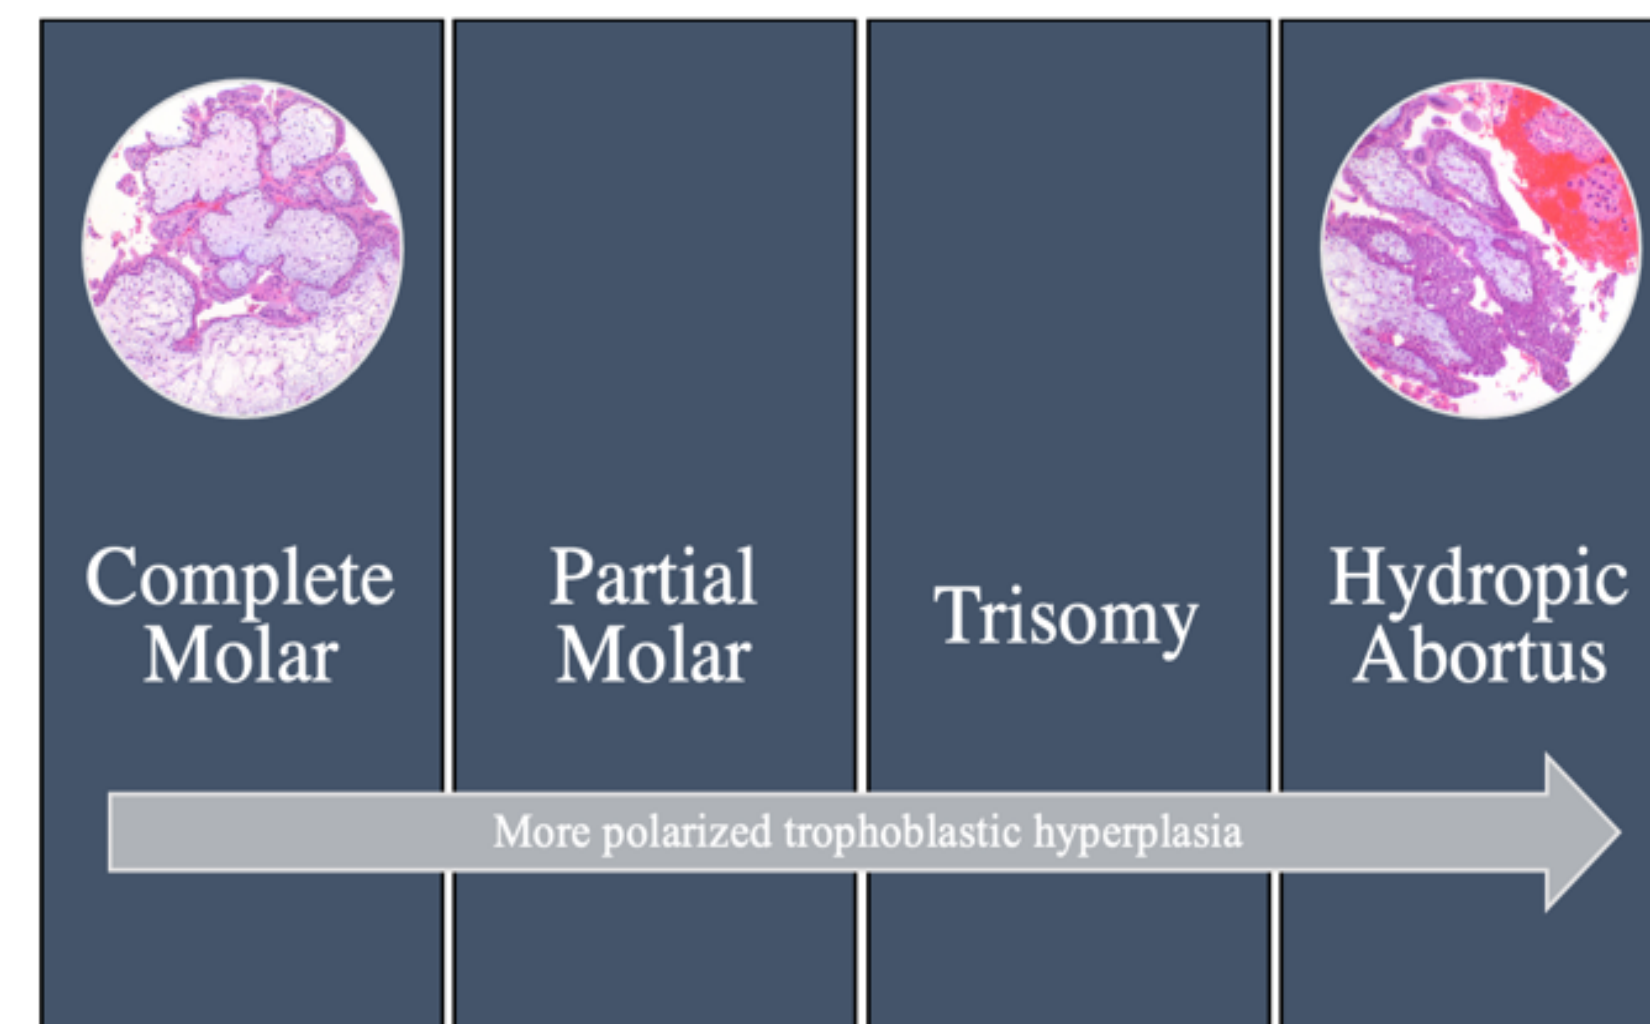 Complete
Molar
Partial
Molar
Trisomy
Hydropic
Abortus
More polarized trophoblastic hyperplasia